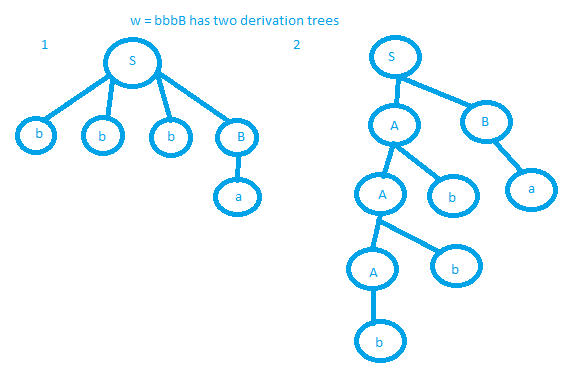 w = bbbB has two derivation trees
1 2
S S
b b b B A B
a A b a
A b
b